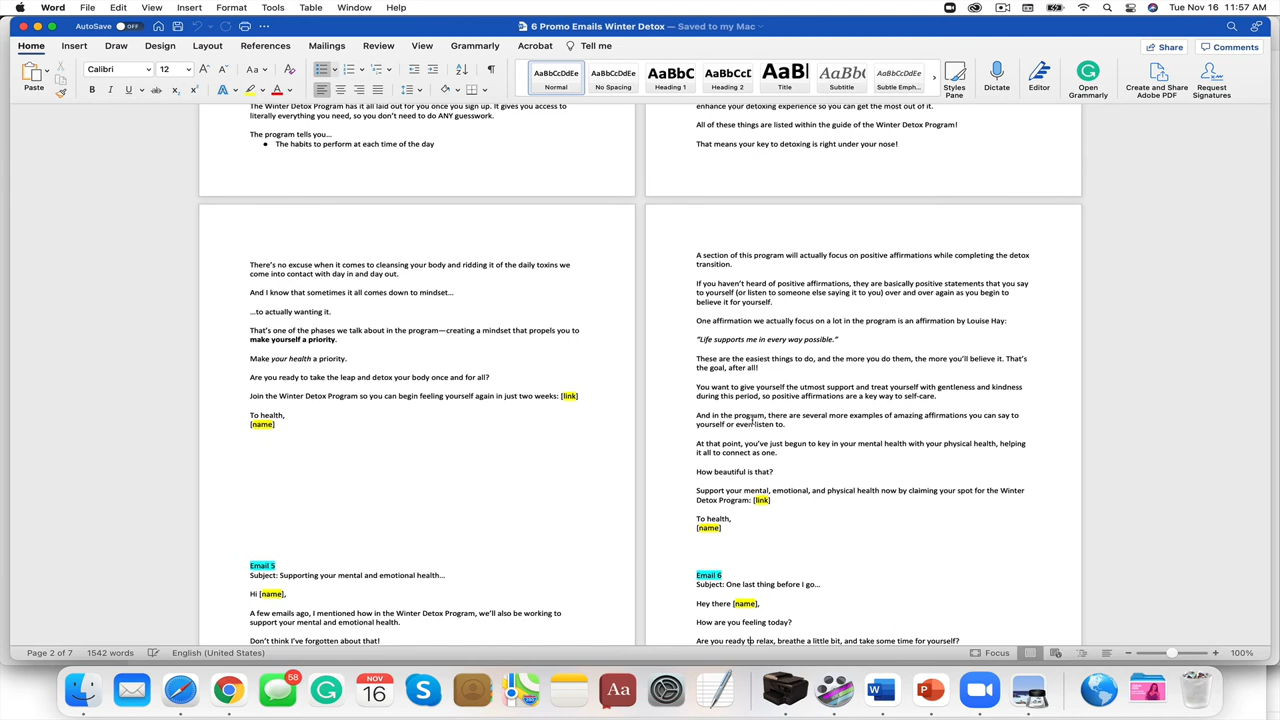 Word File Edit View Insert Format Tools Table Window Help Tue Nov 16 11:57 AM
AutoSave OFF 6 Promo Emails Winter Detox — Saved to my Mac
Home Insert Draw Design Layout References Mailings Review View Grammarly Acrobat Tell me Share Comments
Paste
Calibri 12
AaBbCcDdEe AaBbCcDdEe AaBbC AaBbCcD AaBl AaBbCcDd AaBbCcDdEe
Normal No Spacing Heading 1 Heading 2 Title Subtitle Subtle Emph...
Styles Pane
Dictate
Editor
Open Grammarly
Create and Share Adobe PDF
Request Signatures
The Winter Detox Program has it all laid out for you once you sign up. It gives you access to
literally everything you need, so you don't need to do ANY guesswork.
The program tells you…
● The habits to perform at each time of the day
enhance your detoxing experience so you can get the most out of it.
All of these things are listed within the guide of the Winter Detox Program!
That means your key to detoxing is right under your nose!
There's no excuse when it comes to cleansing your body and ridding it of the daily toxins we
come into contact with day in and day out.
And I know that sometimes it all comes down to mindset…
…to actually wanting it.
That's one of the phases we talk about in the program—creating a mindset that propels you to
make yourself a priority.
Make your health a priority.
Are you ready to take the leap and detox your body once and for all?
Join the Winter Detox Program so you can begin feeling yourself again in just two weeks: [link]
To health,
[name]
Email 5
Subject: Supporting your mental and emotional health…
Hi [name],
A few emails ago, I mentioned how in the Winter Detox Program, we'll also be working to
support your mental and emotional health.
Don't think I've forgotten about that!
A section of this program will actually focus on positive affirmations while completing the detox
transition.
If you haven't heard of positive affirmations, they are basically positive statements that you say
to yourself (or listen to someone else saying it to you) over and over again as you begin to
believe it for yourself.
One affirmation we actually focus on a lot in the program is an affirmation by Louise Hay:
"Life supports me in every way possible."
These are the easiest things to do, and the more you do them, the more you'll believe it. That's
the goal, after all!
You want to give yourself the utmost support and treat yourself with gentleness and kindness
during this period, so positive affirmations are a key way to self-care.
And in the program, there are several more examples of amazing affirmations you can say to
yourself or even listen to.
At that point, you've just begun to key in your mental health with your physical health, helping
it all to connect as one.
How beautiful is that?
Support your mental, emotional, and physical health now by claiming your spot for the Winter
Detox Program: [link]
To health,
[name]
Email 6
Subject: One last thing before I go…
Hey there [name],
How are you feeling today?
Are you ready to relax, breathe a little bit, and take some time for yourself?
Page 2 of 7 1542 words English (United States) Focus 100%
58
NOV
16
Aa